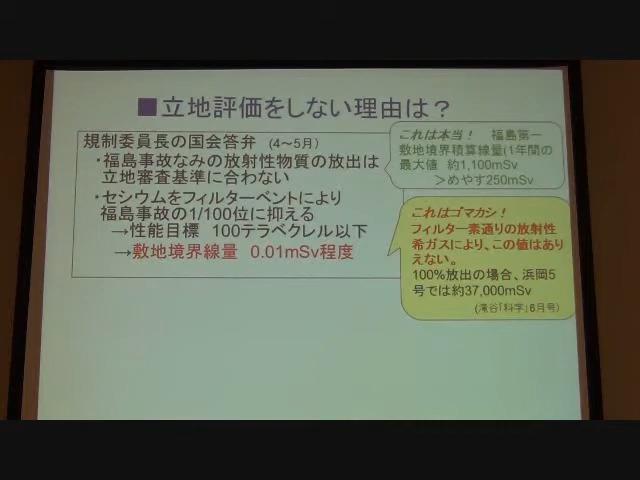 ■立地評価をしない理由は？
規制委員長の国会答弁 (4～5月)
・福島事故なみの放射性物質の放出は
立地審査基準に合わない
・セシウムをフィルターベントにより
福島事故の1/100位に抑える
→性能目標 100テラベクレル以下
→敷地境界線量 0.01mSv程度
これは本当！ 福島第一
敷地境界積算線量(1年間の
最大値 約1,100mSv
＞めやす250mSv
これはゴマカシ！
フィルター素通りの放射性
希ガスにより、この値はあり
えない。
100%放出の場合、浜岡5
号では約37,000mSv
(滝谷「科学」6月号)